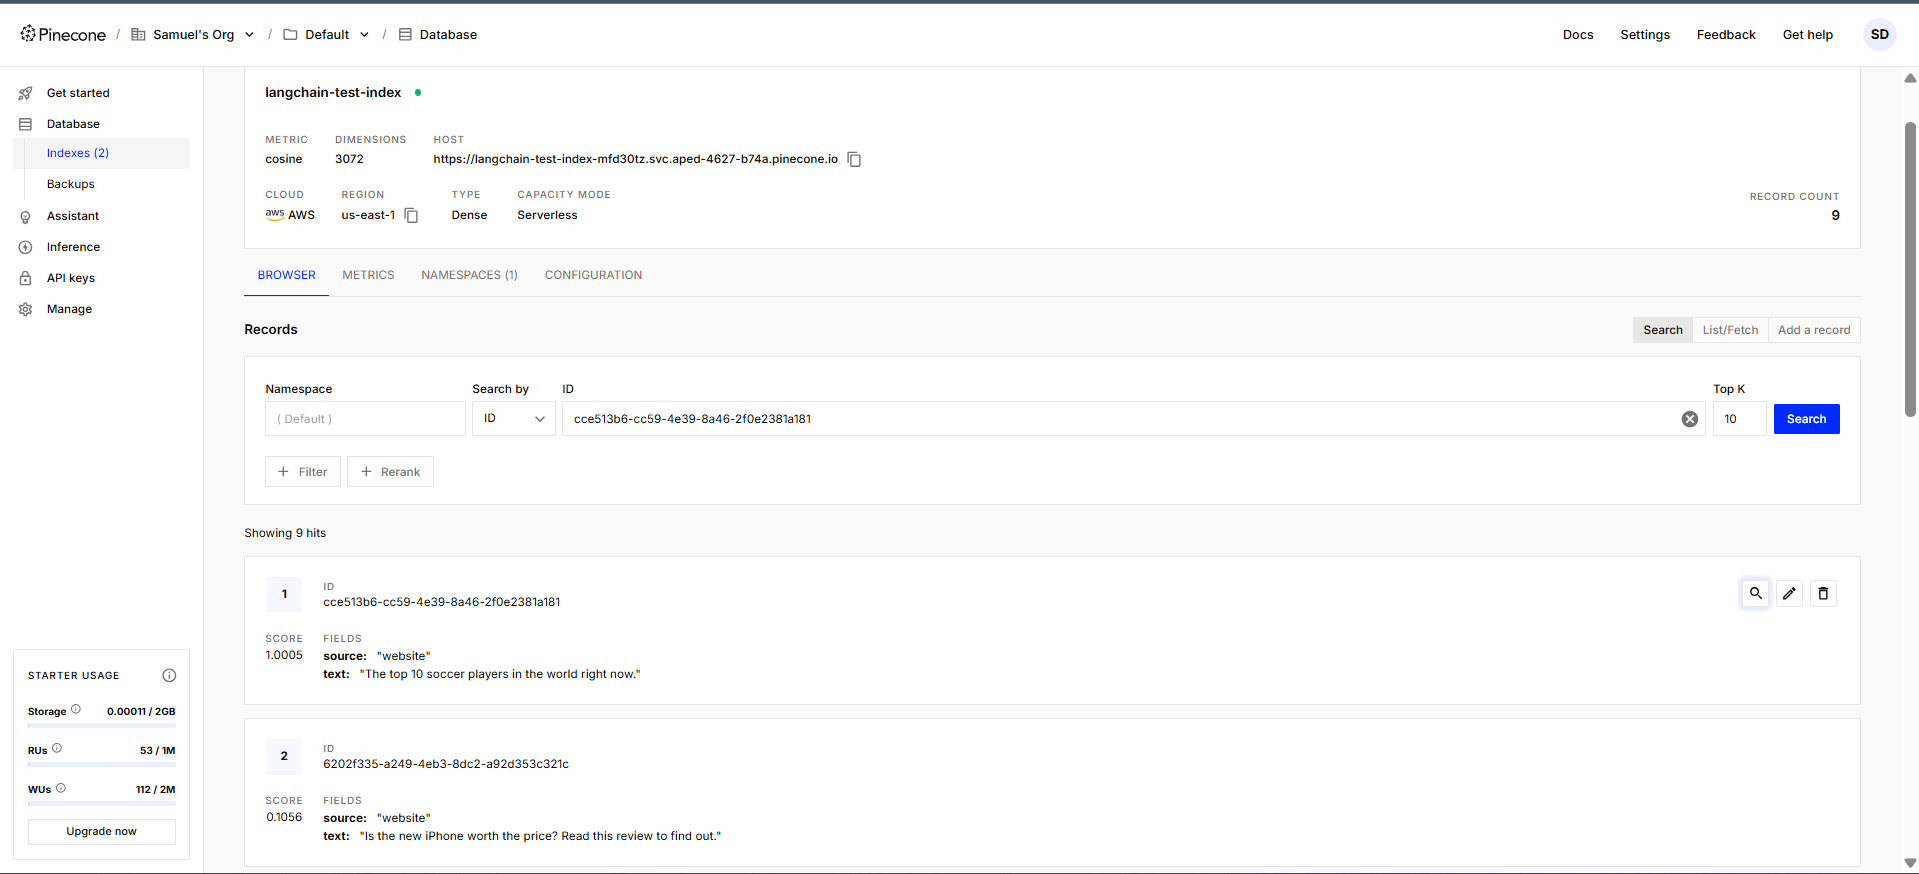 Pinecone / Samuel's Org / Default / Database
Docs Settings Feedback Get help SD
Get started
Database
Indexes (2)
Backups
Assistant
Inference
API keys
Manage
STARTER USAGE
Storage 0.00011 / 2GB
RUs 53 / 1M
WUs 112 / 2M
Upgrade now
langchain-test-index
METRIC DIMENSIONS HOST
cosine 3072 https://langchain-test-index-mfd30tz.svc.aped-4627-b74a.pinecone.io
CLOUD REGION TYPE CAPACITY MODE RECORD COUNT
aws AWS us-east-1 Dense Serverless 9
BROWSER METRICS NAMESPACES (1) CONFIGURATION
Records Search List/Fetch Add a record
Namespace Search by ID Top K
( Default ) ID cce513b6-cc59-4e39-8a46-2f0e2381a181 10 Search
+ Filter + Rerank
Showing 9 hits
1
ID
cce513b6-cc59-4e39-8a46-2f0e2381a181
SCORE FIELDS
1.0005 source: "website"
text: "The top 10 soccer players in the world right now."
2
ID
6202f335-a249-4eb3-8dc2-a92d353c321c
SCORE FIELDS
0.1056 source: "website"
text: "Is the new iPhone worth the price? Read this review to find out."